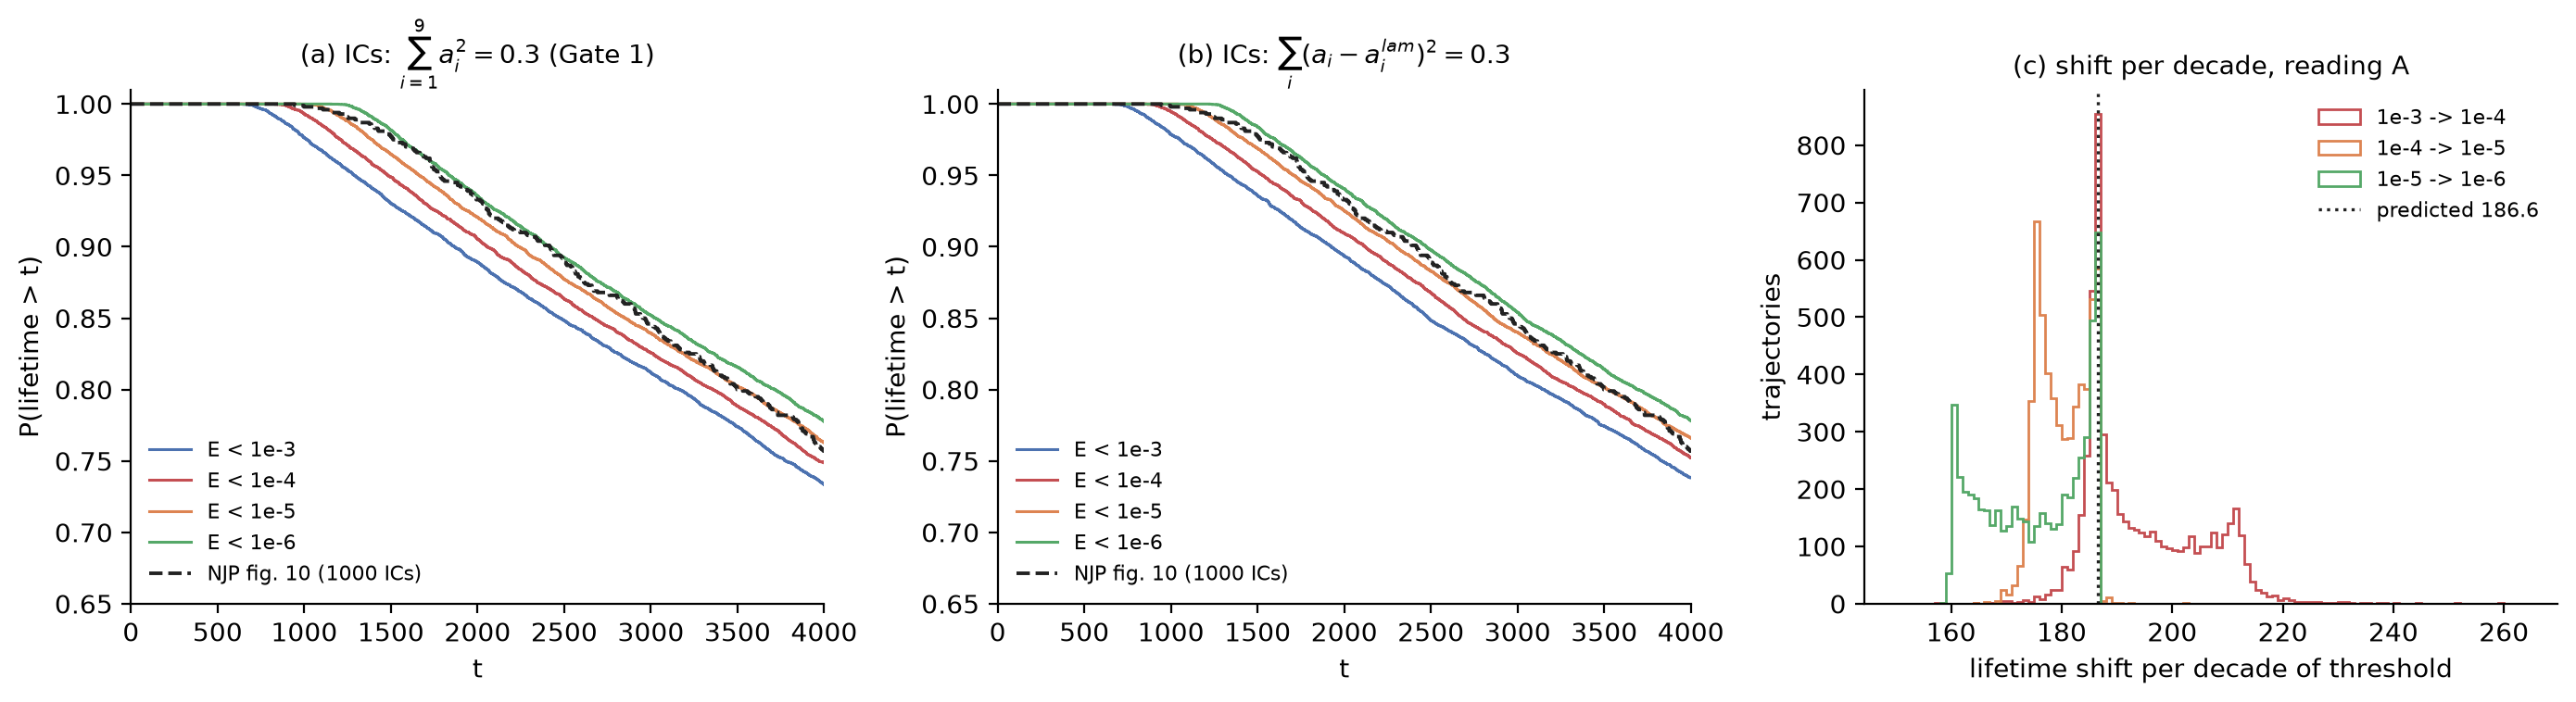 (a) ICs: $\sum_{i=1}^{9} a_i^2 = 0.3$ (Gate 1)
1.00
0.95
0.90
0.85
0.80
0.75
0.70
0.65
P(lifetime > t)
E < 1e-3
E < 1e-4
E < 1e-5
E < 1e-6
NJP fig. 10 (1000 ICs)
0 500 1000 1500 2000 2500 3000 3500 4000
t
(b) ICs: $\sum_{i} (a_i - a_i^{lam})^2 = 0.3$
1.00
0.95
0.90
0.85
0.80
0.75
0.70
0.65
P(lifetime > t)
E < 1e-3
E < 1e-4
E < 1e-5
E < 1e-6
NJP fig. 10 (1000 ICs)
0 500 1000 1500 2000 2500 3000 3500 4000
t
(c) shift per decade, reading A
800
700
600
500
400
300
200
100
0
trajectories
1e-3 -> 1e-4
1e-4 -> 1e-5
1e-5 -> 1e-6
predicted 186.6
160 180 200 220 240 260
lifetime shift per decade of threshold